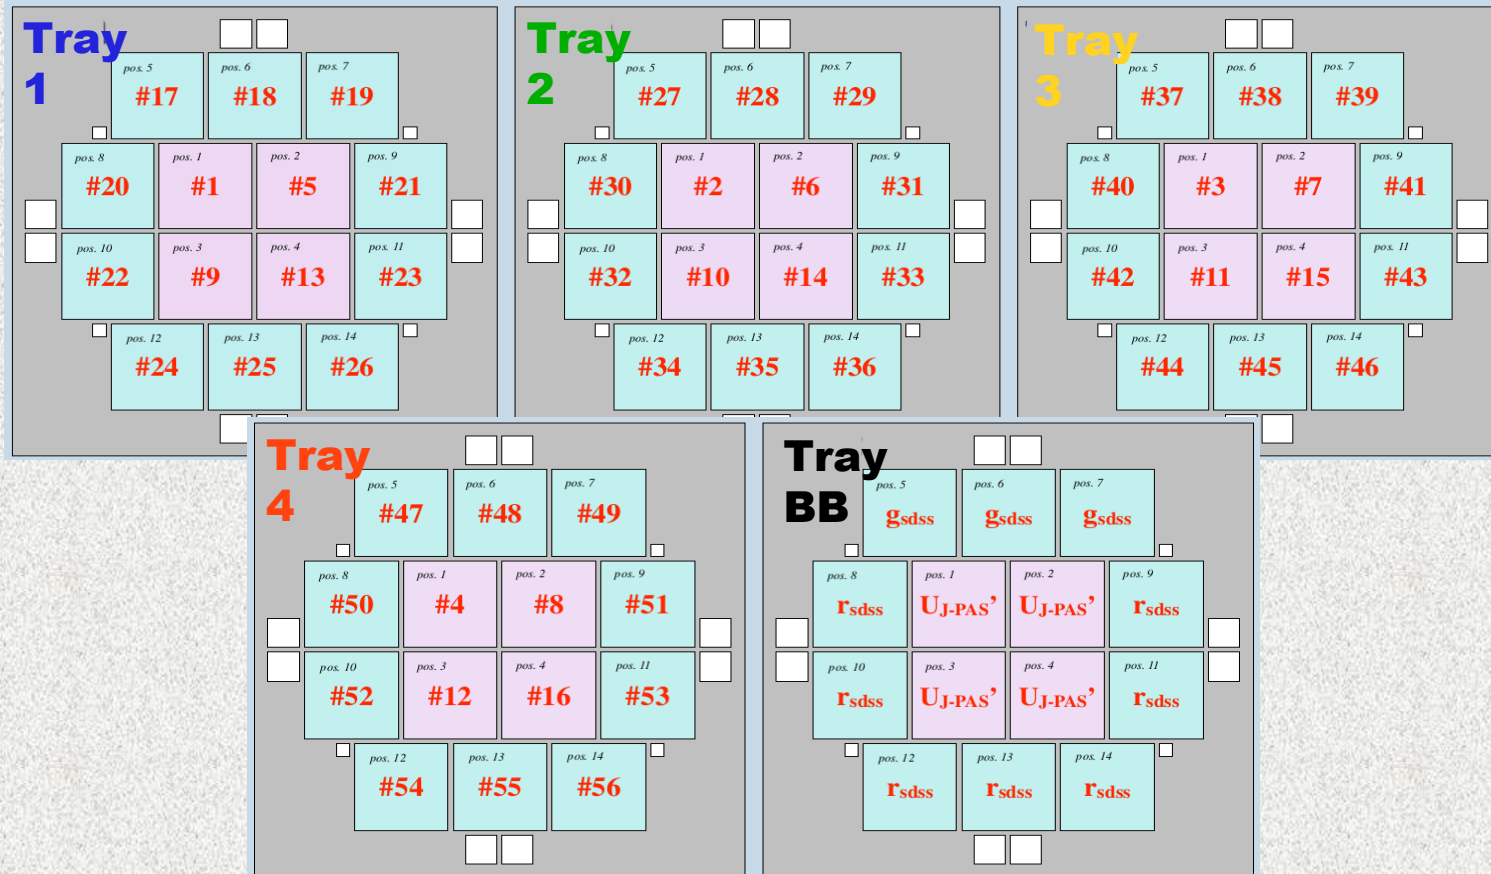 Tray 1
pos. 5 pos. 6 pos. 7
#17 #18 #19
pos. 8 pos. 1 pos. 2 pos. 9
#20 #1 #5 #21
pos. 10 pos. 3 pos. 4 pos. 11
#22 #9 #13 #23
pos. 12 pos. 13 pos. 14
#24 #25 #26
Tray 2
pos. 5 pos. 6 pos. 7
#27 #28 #29
pos. 8 pos. 1 pos. 2 pos. 9
#30 #2 #6 #31
pos. 10 pos. 3 pos. 4 pos. 11
#32 #10 #14 #33
pos. 12 pos. 13 pos. 14
#34 #35 #36
Tray 3
pos. 5 pos. 6 pos. 7
#37 #38 #39
pos. 8 pos. 1 pos. 2 pos. 9
#40 #3 #7 #41
pos. 10 pos. 3 pos. 4 pos. 11
#42 #11 #15 #43
pos. 12 pos. 13 pos. 14
#44 #45 #46
Tray 4
pos. 5 pos. 6 pos. 7
#47 #48 #49
pos. 8 pos. 1 pos. 2 pos. 9
#50 #4 #8 #51
pos. 10 pos. 3 pos. 4 pos. 11
#52 #12 #16 #53
pos. 12 pos. 13 pos. 14
#54 #55 #56
Tray BB
pos. 5 pos. 6 pos. 7
gsdss gsdss gsdss
pos. 8 pos. 1 pos. 2 pos. 9
rsdss UJ-PAS’ UJ-PAS’ rsdss
pos. 10 pos. 3 pos. 4 pos. 11
rsdss UJ-PAS’ UJ-PAS’ rsdss
pos. 12 pos. 13 pos. 14
rsdss rsdss rsdss